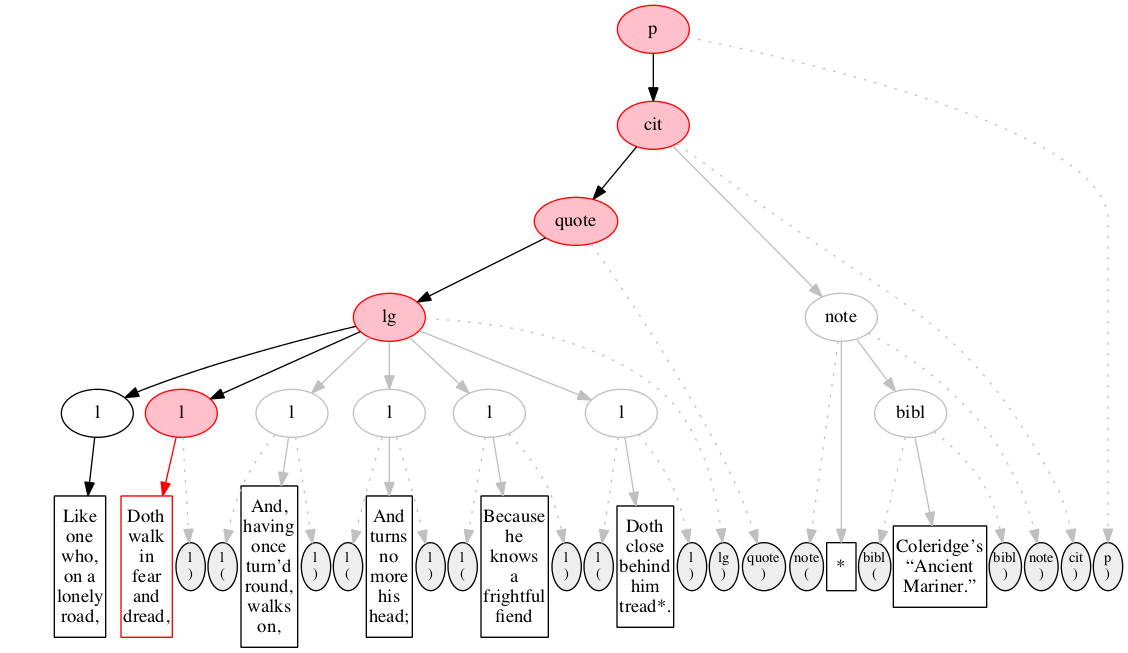 p
cit
quote
lg
note
l
l
l
l
l
l
bibl
Like
one
who,
on a
lonely
road,
Doth
walk
in
fear
and
dread,
l
)
l
(
And,
having
once
turn’d
round,
walks
on,
l
)
l
(
And
turns
no
more
his
head;
l
)
l
(
Because
he
knows
a
frightful
fiend
l
)
l
(
Doth
close
behind
him
tread*.
l
)
lg
)
quote
)
note
(
*
bibl
(
Coleridge’s
“Ancient
Mariner.”
bibl
)
note
)
cit
)
p
)